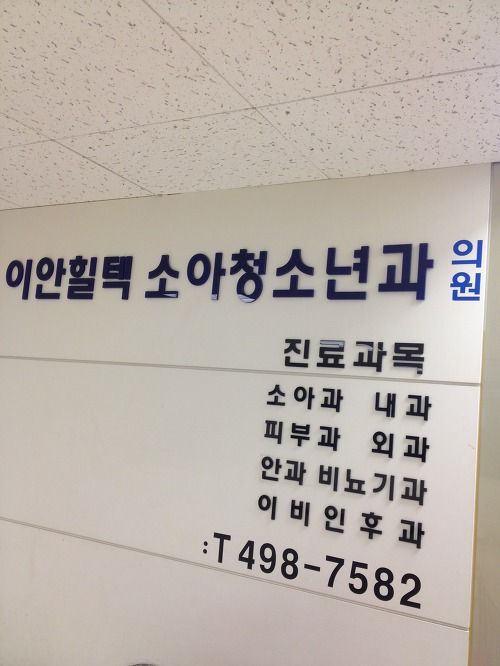 이안힐텍 소아청소년과 의원
진료과목
소아과 내과
피부과 외과
안과 비뇨기과
이비인후과
:T 498-7582